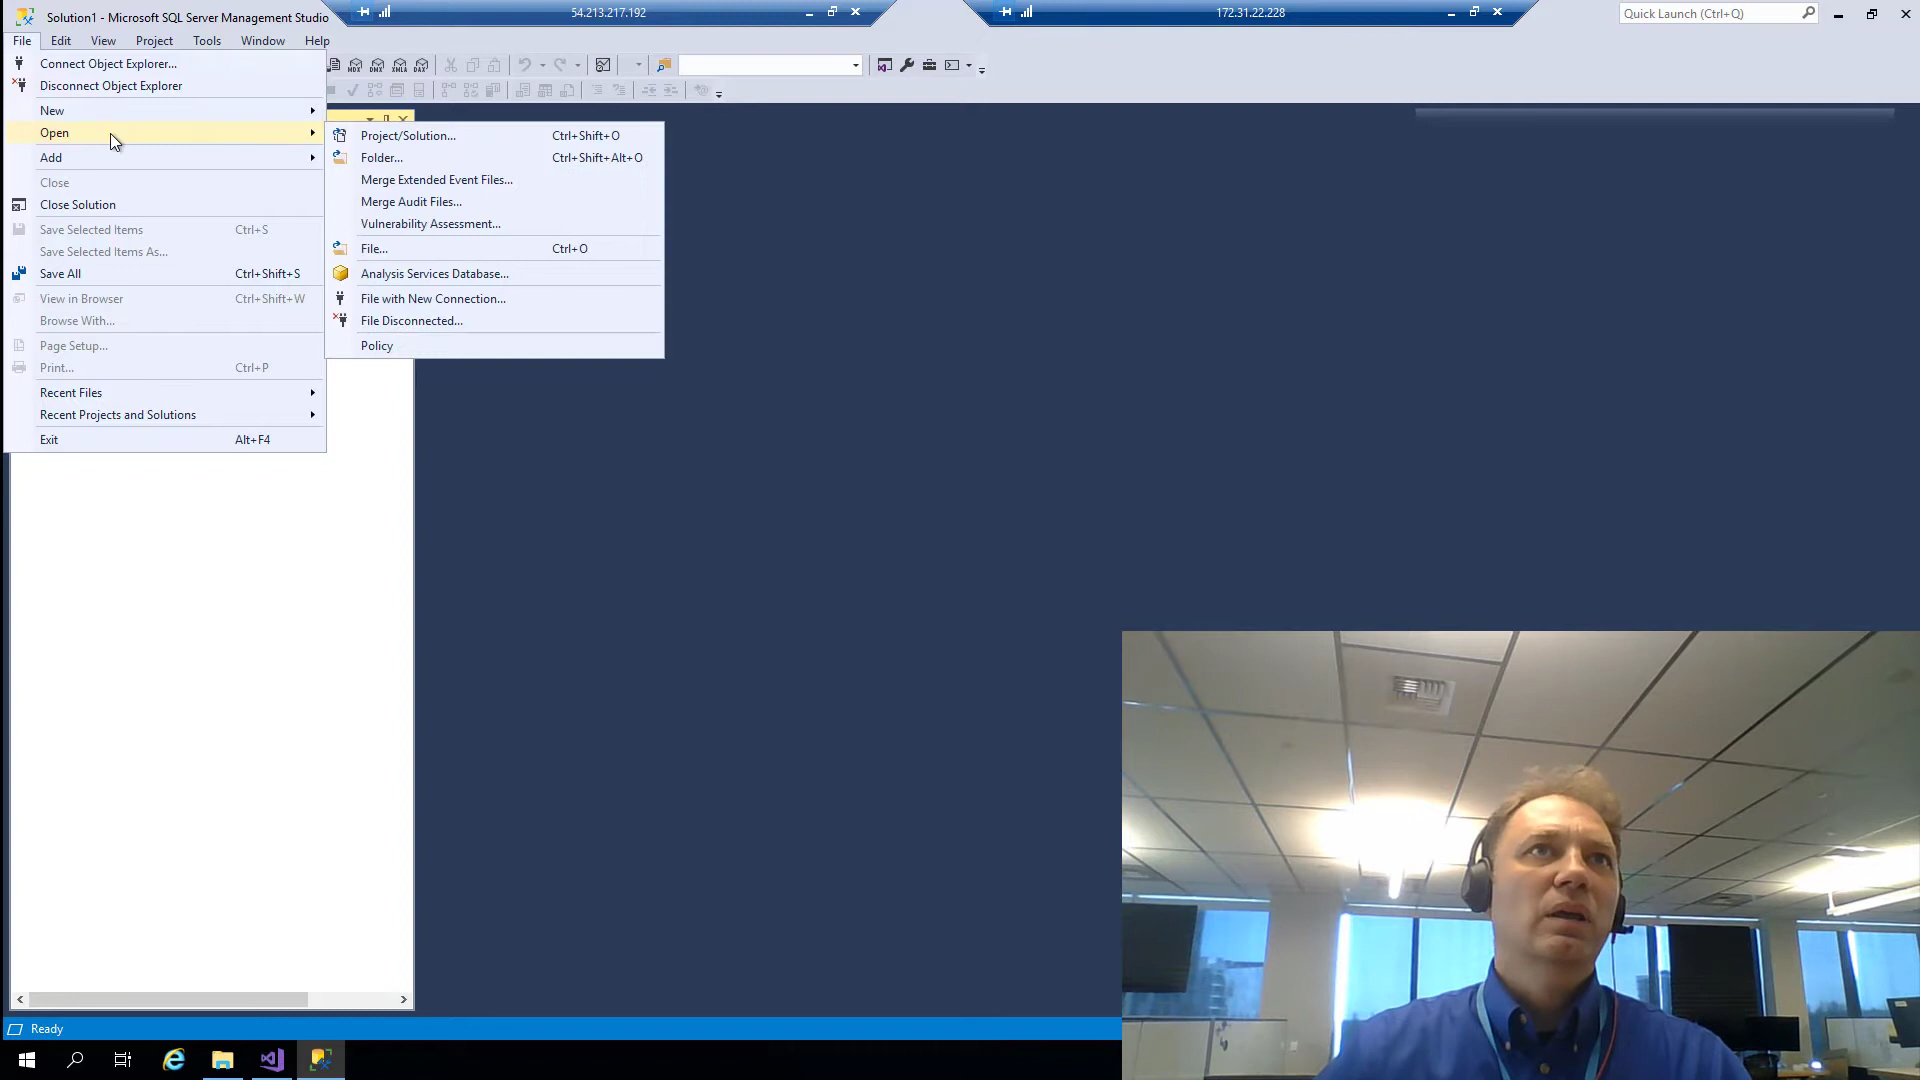 Solution1 - Microsoft SQL Server Management Studio
54.213.217.192
172.31.22.228
Quick Launch (Ctrl+Q)
File Edit View Project Tools Window Help
MDX DMX XMLA DAX
Connect Object Explorer...
Disconnect Object Explorer
New
Open
Add
Close
Close Solution
Save Selected Items Ctrl+S
Save Selected Items As...
Save All Ctrl+Shift+S
View in Browser Ctrl+Shift+W
Browse With...
Page Setup...
Print... Ctrl+P
Recent Files
Recent Projects and Solutions
Exit Alt+F4
Project/Solution... Ctrl+Shift+O
Folder... Ctrl+Shift+Alt+O
Merge Extended Event Files...
Merge Audit Files...
Vulnerability Assessment...
File... Ctrl+O
Analysis Services Database...
File with New Connection...
File Disconnected...
Policy
Ready